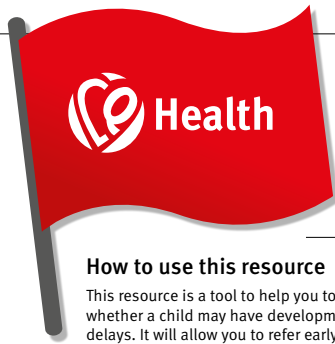 Health
How to use this resource
This resource is a tool to help you to
whether a child may have developm
delays. It will allow you to refer early